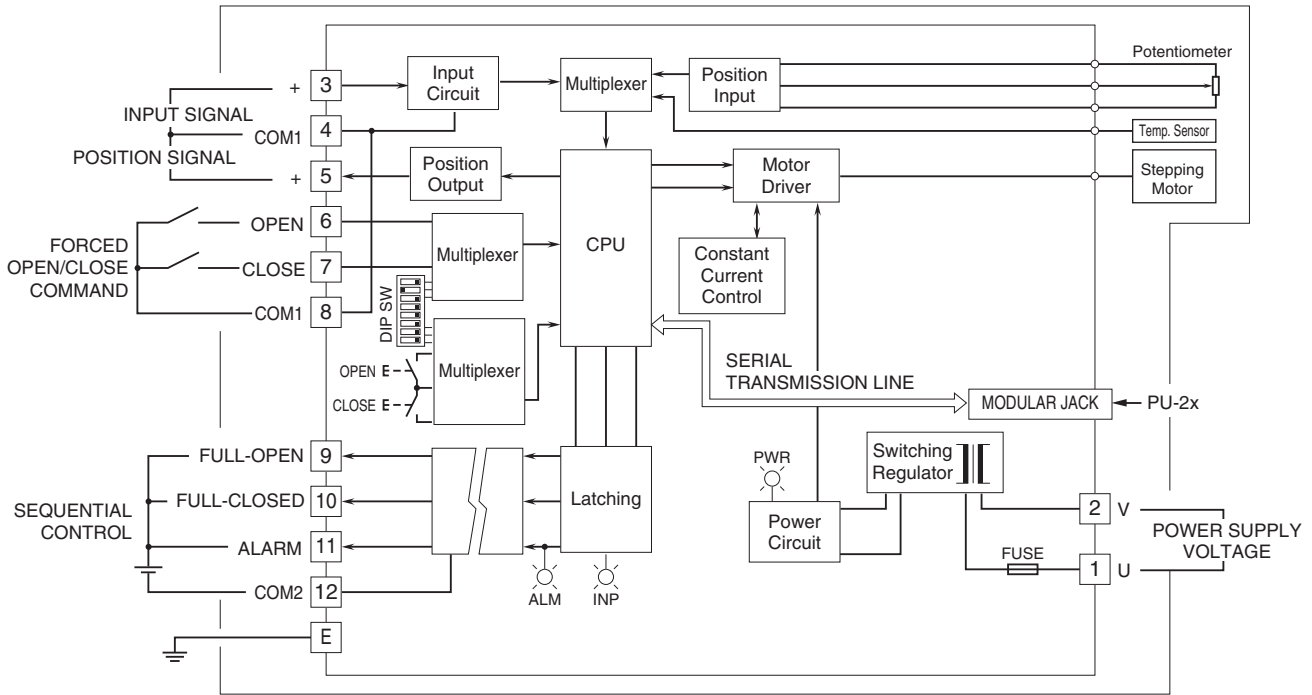 Potentiometer
+
3
Input
Circuit
Multiplexer
Position
Input
INPUT SIGNAL
COM1
4
Temp. Sensor
POSITION SIGNAL
+
5
Position
Output
Motor
Driver
Stepping
Motor
OPEN
6
Multiplexer
CPU
FORCED
OPEN/CLOSE
COMMAND
CLOSE
7
Constant
Current
Control
COM1
8
DIP SW
Multiplexer
OPEN E
CLOSE E
SERIAL
TRANSMISSION LINE
MODULAR JACK
PU-2x
FULL-OPEN
9
Switching
Regulator
PWR
SEQUENTIAL
CONTROL
FULL-CLOSED
10
Latching
2
V
Power
Circuit
POWER SUPPLY
VOLTAGE
ALARM
11
FUSE
1
U
COM2
12
ALM
INP
E